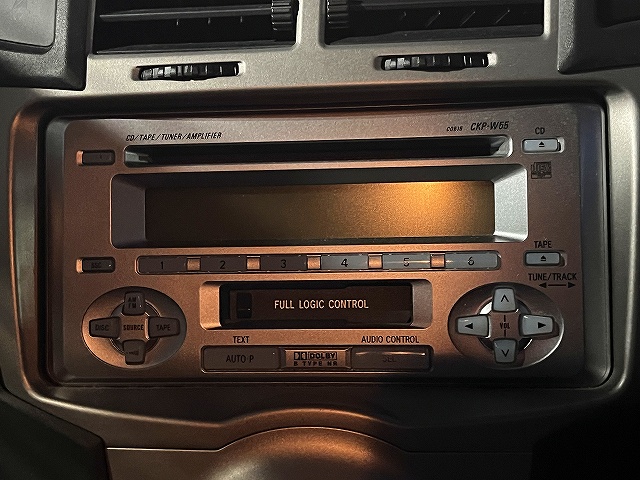 CD/TAPE/TUNER/AMPLIFIER
CKP-W55
CD
1 2 3 4 5 6
TAPE
TUNE/TRACK
AM
FM
DISC SOURCE TAPE
FULL LOGIC CONTROL
VOL
TEXT
AUDIO CONTROL
AUTO·P
DOLBY
B TYPE NR
SEL